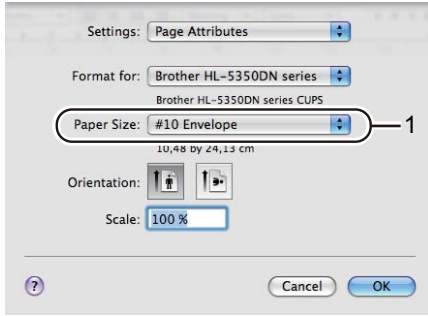 Settings: Page Attributes
Format for: Brother HL-5350DN series
Brother HL-5350DN series CUPS
Paper Size: #10 Envelope 1
10,48 by 24,13 cm
Orientation:
Scale: 100 %
? Cancel OK